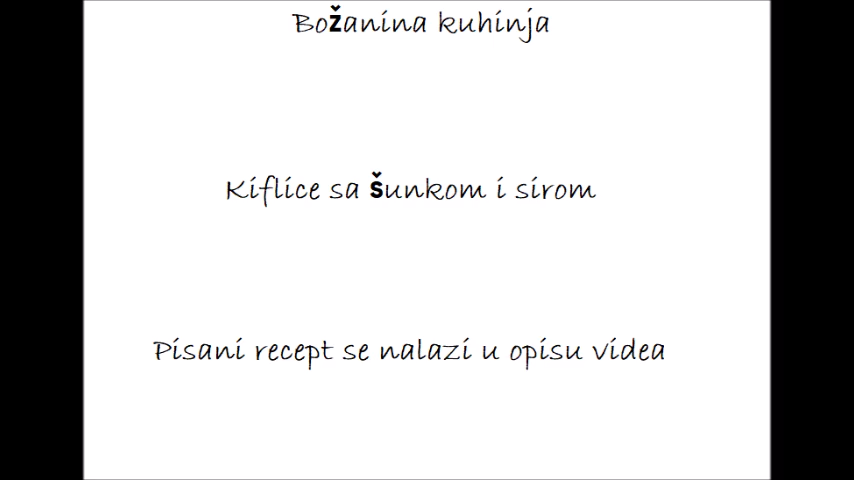 Božanina kuhinja
Kiflice sa šunkom i sirom
Pisani recept se nalazi u opisu videa